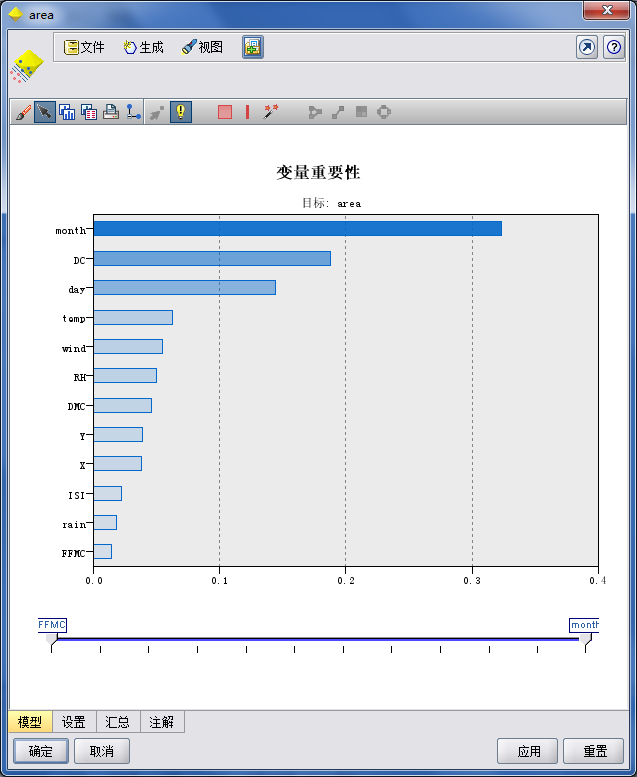 area
文件 生成 视图
变量重要性
目标: area
month
DC
day
temp
wind
RH
DMC
Y
X
ISI
rain
FFMC
0.0 0.1 0.2 0.3 0.4
FFMC month
模型 设置 汇总 注解
确定 取消 应用 重置